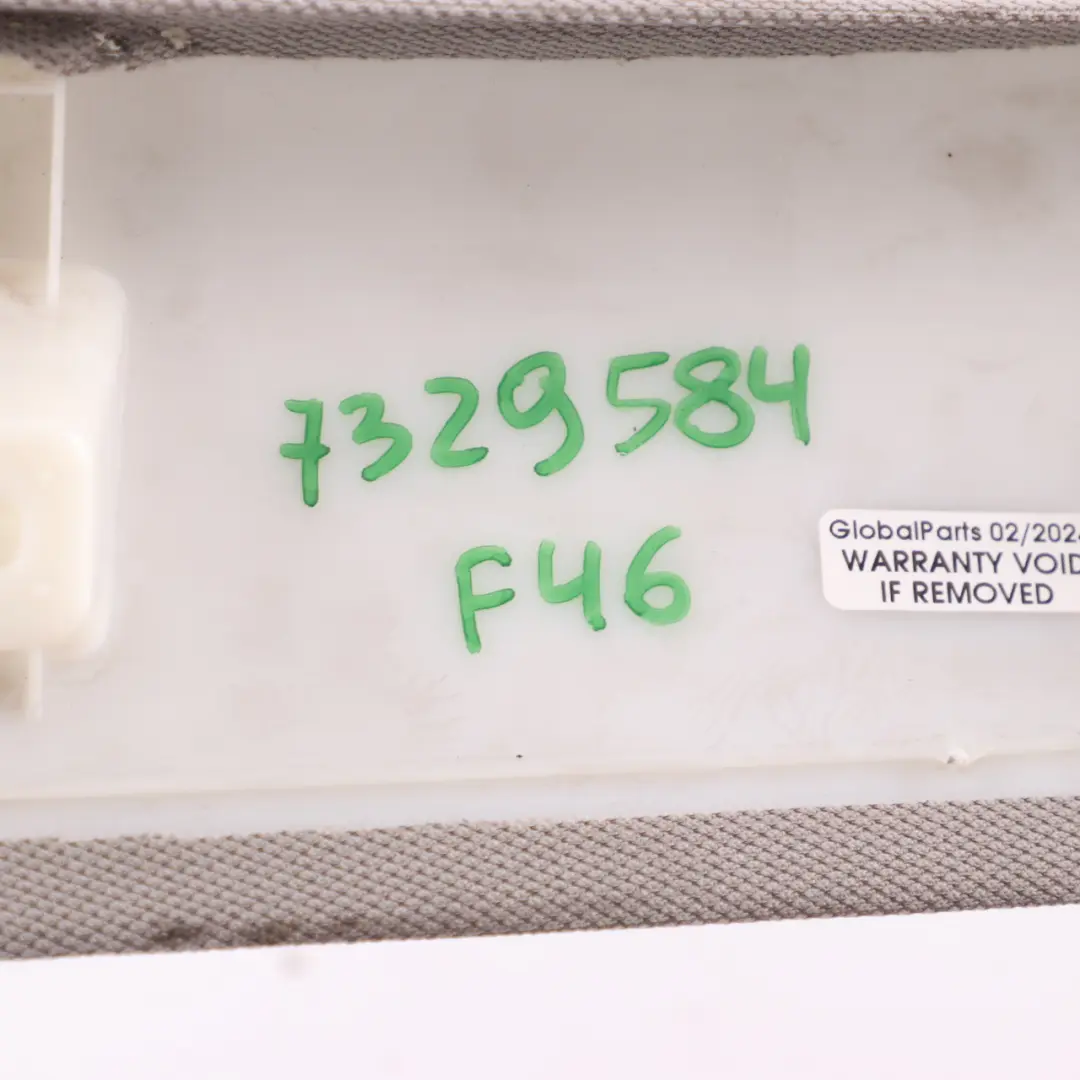 7329584
F46
GlobalParts 02/202
WARRANTY VOID
IF REMOVED